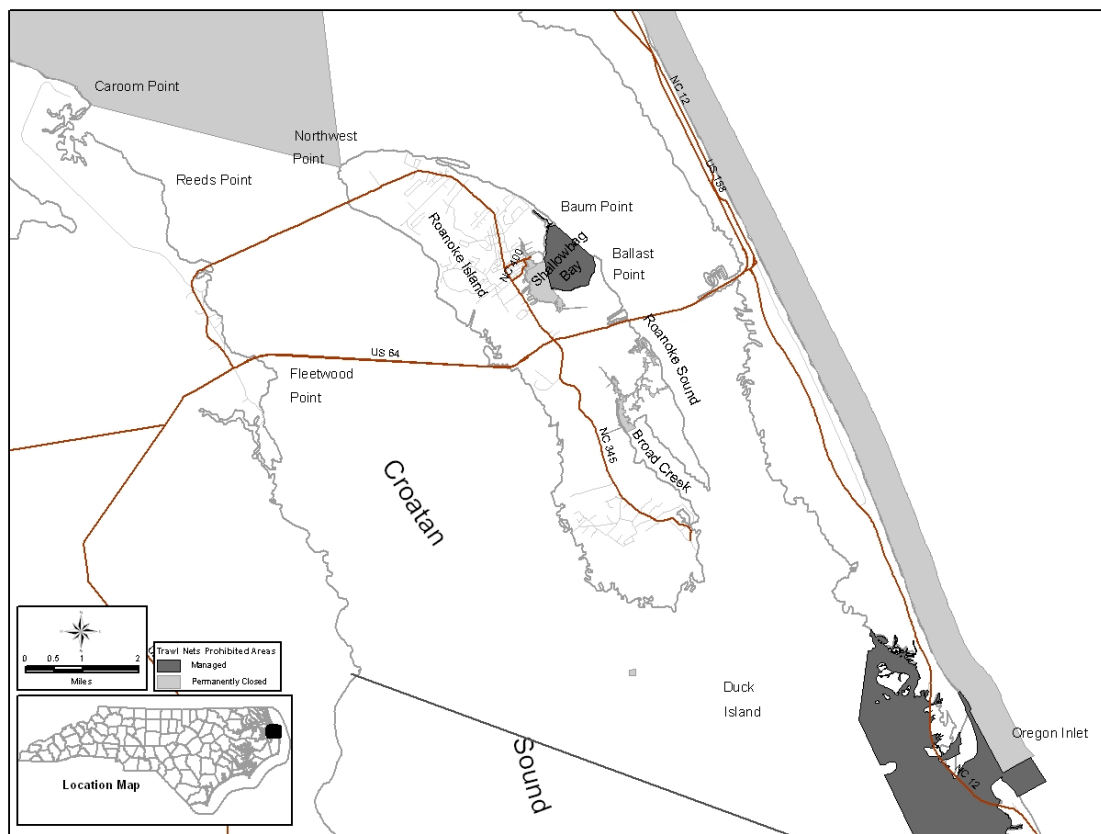 Caroom Point
Northwest
Point
Reeds Point
NC 12
US 158
Baum Point
Ballast
Point
Roanoke Island
NC 400
Shallowbag
Bay
Roanoke Sound
US 64
Fleetwood
Point
NC 345
Broad Creek
Croatan
Sound
Duck
Island
Oregon Inlet
NC 12
0 0.5 1 2
Miles
Trawl Nets Prohibited Areas
Managed
Permanently Closed
Location Map